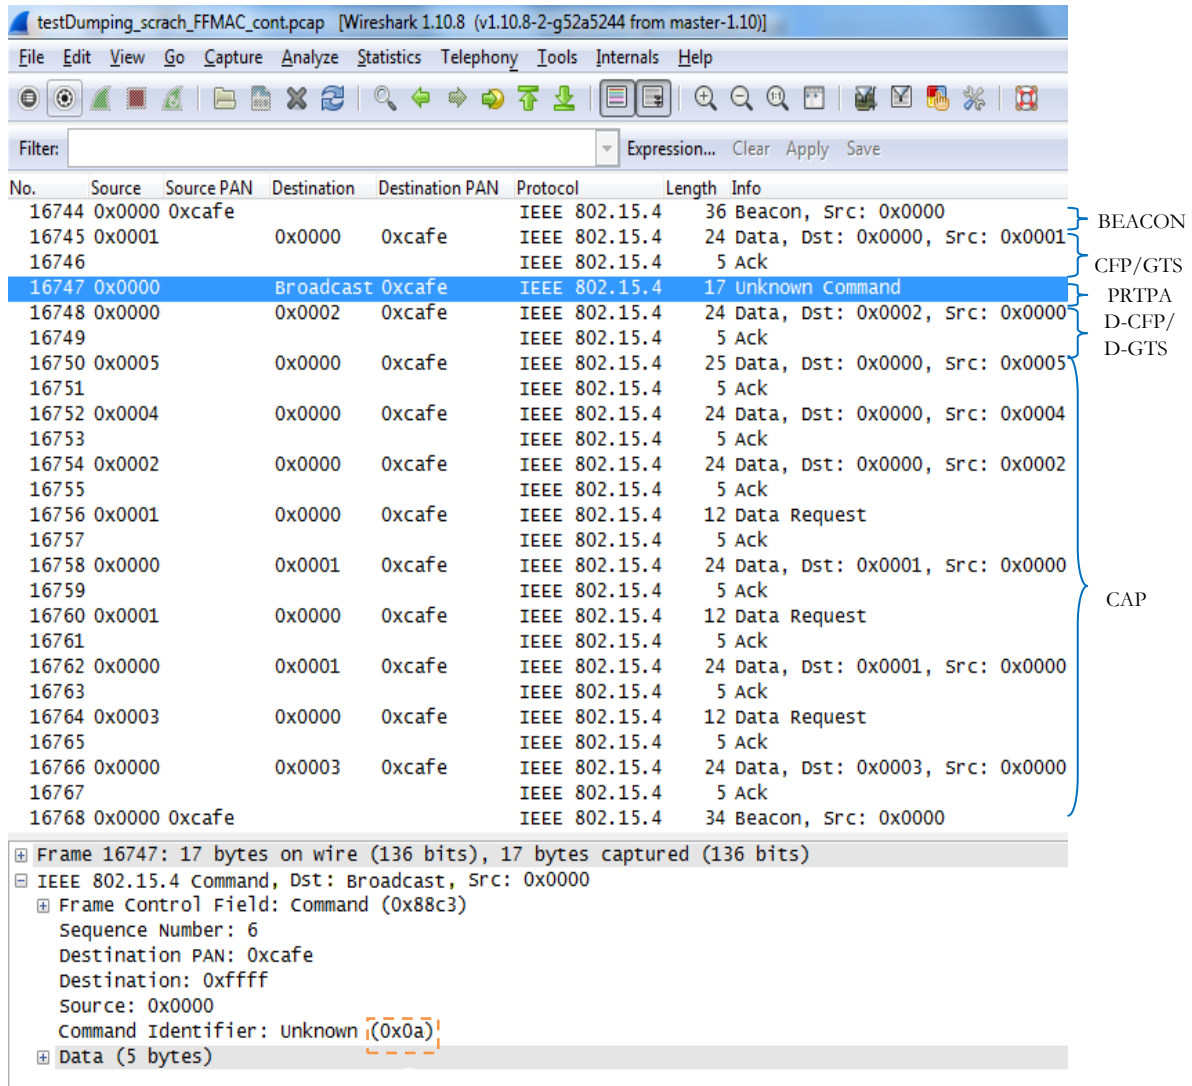 testDumping_scrach_FFMAC_cont.pcap [Wireshark 1.10.8 (v1.10.8-2-g52a5244 from master-1.10)]
File Edit View Go Capture Analyze Statistics Telephony Tools Internals Help
Filter: Expression... Clear Apply Save
No. Source Source PAN Destination Destination PAN Protocol Length Info
16744 0x0000 0xcafe IEEE 802.15.4 36 Beacon, Src: 0x0000
BEACON
16745 0x0001 0x0000 0xcafe IEEE 802.15.4 24 Data, Dst: 0x0000, Src: 0x0001
16746 IEEE 802.15.4 5 Ack
CFP/GTS
16747 0x0000 Broadcast 0xcafe IEEE 802.15.4 17 Unknown Command
PRTPA
16748 0x0000 0x0002 0xcafe IEEE 802.15.4 24 Data, Dst: 0x0002, Src: 0x0000
D-CFP/
16749 IEEE 802.15.4 5 Ack
D-GTS
16750 0x0005 0x0000 0xcafe IEEE 802.15.4 25 Data, Dst: 0x0000, Src: 0x0005
16751 IEEE 802.15.4 5 Ack
16752 0x0004 0x0000 0xcafe IEEE 802.15.4 24 Data, Dst: 0x0000, Src: 0x0004
16753 IEEE 802.15.4 5 Ack
16754 0x0002 0x0000 0xcafe IEEE 802.15.4 24 Data, Dst: 0x0000, Src: 0x0002
16755 IEEE 802.15.4 5 Ack
16756 0x0001 0x0000 0xcafe IEEE 802.15.4 12 Data Request
16757 IEEE 802.15.4 5 Ack
16758 0x0000 0x0001 0xcafe IEEE 802.15.4 24 Data, Dst: 0x0001, Src: 0x0000
16759 IEEE 802.15.4 5 Ack
CAP
16760 0x0001 0x0000 0xcafe IEEE 802.15.4 12 Data Request
16761 IEEE 802.15.4 5 Ack
16762 0x0000 0x0001 0xcafe IEEE 802.15.4 24 Data, Dst: 0x0001, Src: 0x0000
16763 IEEE 802.15.4 5 Ack
16764 0x0003 0x0000 0xcafe IEEE 802.15.4 12 Data Request
16765 IEEE 802.15.4 5 Ack
16766 0x0000 0x0003 0xcafe IEEE 802.15.4 24 Data, Dst: 0x0003, Src: 0x0000
16767 IEEE 802.15.4 5 Ack
16768 0x0000 0xcafe IEEE 802.15.4 34 Beacon, Src: 0x0000
Frame 16747: 17 bytes on wire (136 bits), 17 bytes captured (136 bits)
IEEE 802.15.4 Command, Dst: Broadcast, Src: 0x0000
Frame Control Field: Command (0x88c3)
Sequence Number: 6
Destination PAN: 0xcafe
Destination: 0xffff
Source: 0x0000
Command Identifier: Unknown (0x0a)
Data (5 bytes)